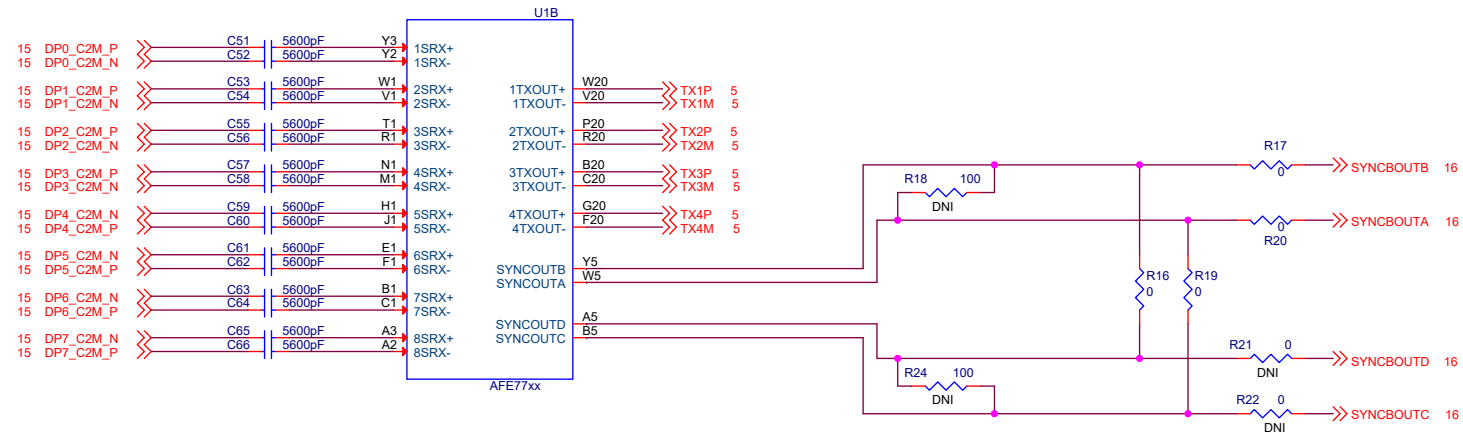 U1B
15 DP0_C2M_P C51 5600pF Y3 1SRX+
15 DP0_C2M_N C52 Y2 1SRX-
15 DP1_C2M_P C53 5600pF W1 2SRX+ 1TXOUT+ W20 TX1P 5
15 DP1_C2M_N C54 5600pF V1 2SRX- 1TXOUT- V20 TX1M 5
15 DP2_C2M_P C55 5600pF T1 3SRX+ 2TXOUT+ P20 TX2P 5
15 DP2_C2M_N C56 5600pF R1 3SRX- 2TXOUT- R20 TX2M 5
15 DP3_C2M_P C57 5600pF N1 4SRX+ 3TXOUT+ B20 TX3P 5
15 DP3_C2M_N C58 5600pF M1 4SRX- 3TXOUT- C20 TX3M 5
15 DP4_C2M_N C59 5600pF H1 5SRX+ 4TXOUT+ G20 TX4P 5
15 DP4_C2M_P C60 5600pF J1 5SRX- 4TXOUT- F20 TX4M 5
15 DP5_C2M_N C61 5600pF E1 6SRX+
15 DP5_C2M_P C62 5600pF F1 6SRX- SYNCOUTB Y5
SYNCOUTA W5
15 DP6_C2M_N C63 5600pF B1 7SRX+
15 DP6_C2M_P C64 5600pF C1 7SRX-
SYNCOUTD A5
15 DP7_C2M_N C65 5600pF A3 8SRX+ SYNCOUTC B5
15 DP7_C2M_P C66 5600pF A2 8SRX-
AFE77xx
R17
0
SYNCBOUTB 16
R18 100
DNI
0
R20
SYNCBOUTA 16
R16
0
R19
0
R21 0
DNI
SYNCBOUTD 16
R24 100
DNI
R22 0
DNI
SYNCBOUTC 16